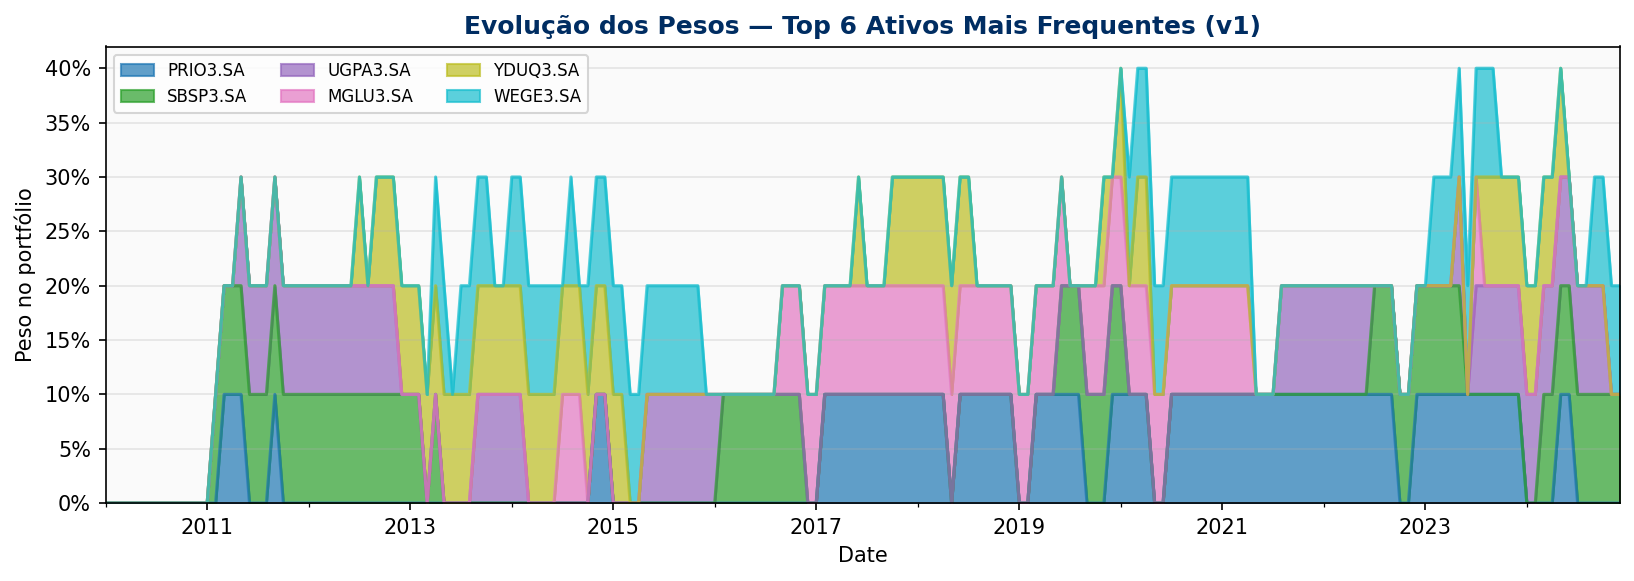 Evolução dos Pesos — Top 6 Ativos Mais Frequentes (v1)
PRIO3.SA UGPA3.SA YDUQ3.SA
SBSP3.SA MGLU3.SA WEGE3.SA
Peso no portfólio
40%
35%
30%
25%
20%
15%
10%
5%
0%
2011 2013 2015 2017 2019 2021 2023
Date